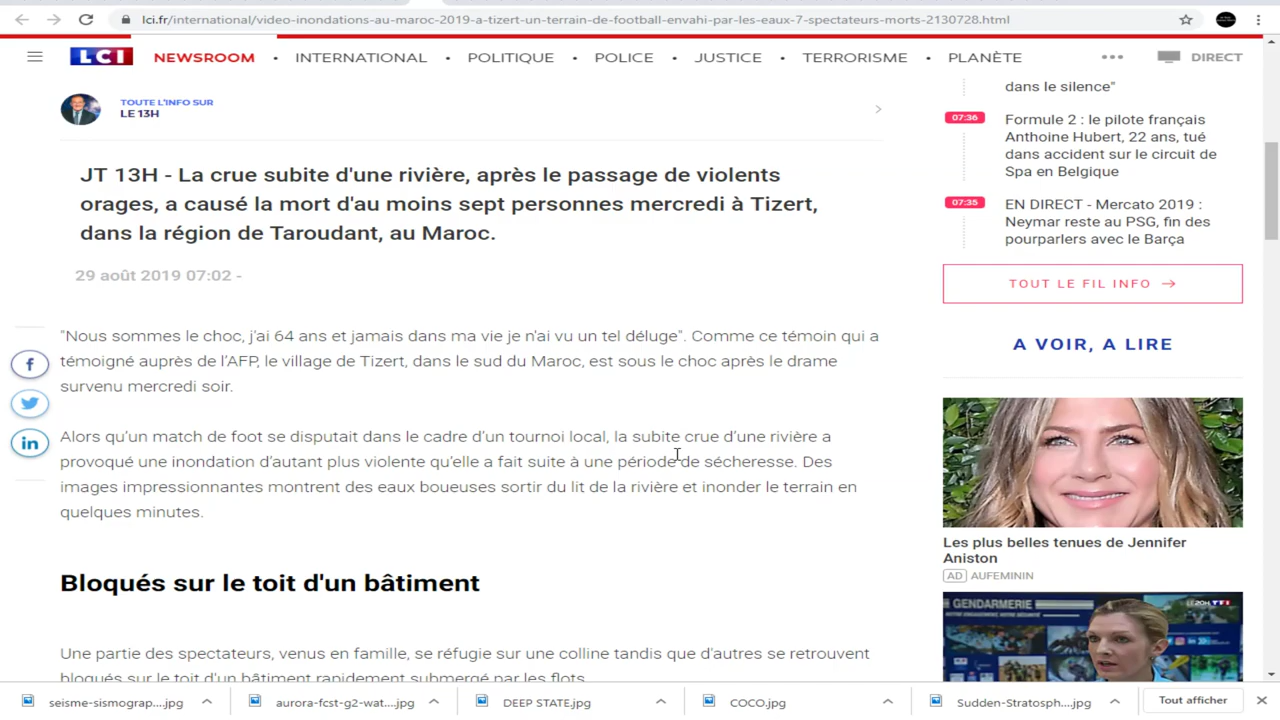 lci.fr/international/video-inondations-au-maroc-2019-a-tizert-un-terrain-de-football-envahi-par-les-eaux-7-spectateurs-morts-2130728.html
LCI NEWSROOM • INTERNATIONAL • POLITIQUE • POLICE • JUSTICE • TERRORISME • PLANÈTE ••• DIRECT
TOUTE L'INFO SUR
LE 13H
JT 13H - La crue subite d'une rivière, après le passage de violents
orages, a causé la mort d'au moins sept personnes mercredi à Tizert,
dans la région de Taroudant, au Maroc.
29 août 2019 07:02 -
"Nous sommes le choc, j’ai 64 ans et jamais dans ma vie je n’ai vu un tel déluge". Comme ce témoin qui a
témoigné auprès de l’AFP, le village de Tizert, dans le sud du Maroc, est sous le choc après le drame
survenu mercredi soir.
Alors qu’un match de foot se disputait dans le cadre d’un tournoi local, la subite crue d’une rivière a
provoqué une inondation d’autant plus violente qu’elle a fait suite à une période de sécheresse. Des
images impressionnantes montrent des eaux boueuses sortir du lit de la rivière et inonder le terrain en
quelques minutes.
Bloqués sur le toit d'un bâtiment
Une partie des spectateurs, venus en famille, se réfugie sur une colline tandis que d’autres se retrouvent
bloqués sur le toit d’un bâtiment rapidement submergé par les flots.
dans le silence"
07:36 Formule 2 : le pilote français
Anthoine Hubert, 22 ans, tué
dans accident sur le circuit de
Spa en Belgique
07:35 EN DIRECT - Mercato 2019 :
Neymar reste au PSG, fin des
pourparlers avec le Barça
TOUT LE FIL INFO →
A VOIR, A LIRE
Les plus belles tenues de Jennifer
Aniston
AD AUFEMININ
GENDARMERIE
LE20H TF1
seisme-sismograp....jpg
aurora-fcst-g2-wat....jpg
DEEP STATE.jpg
COCO.jpg
Sudden-Stratosph....jpg
Tout afficher